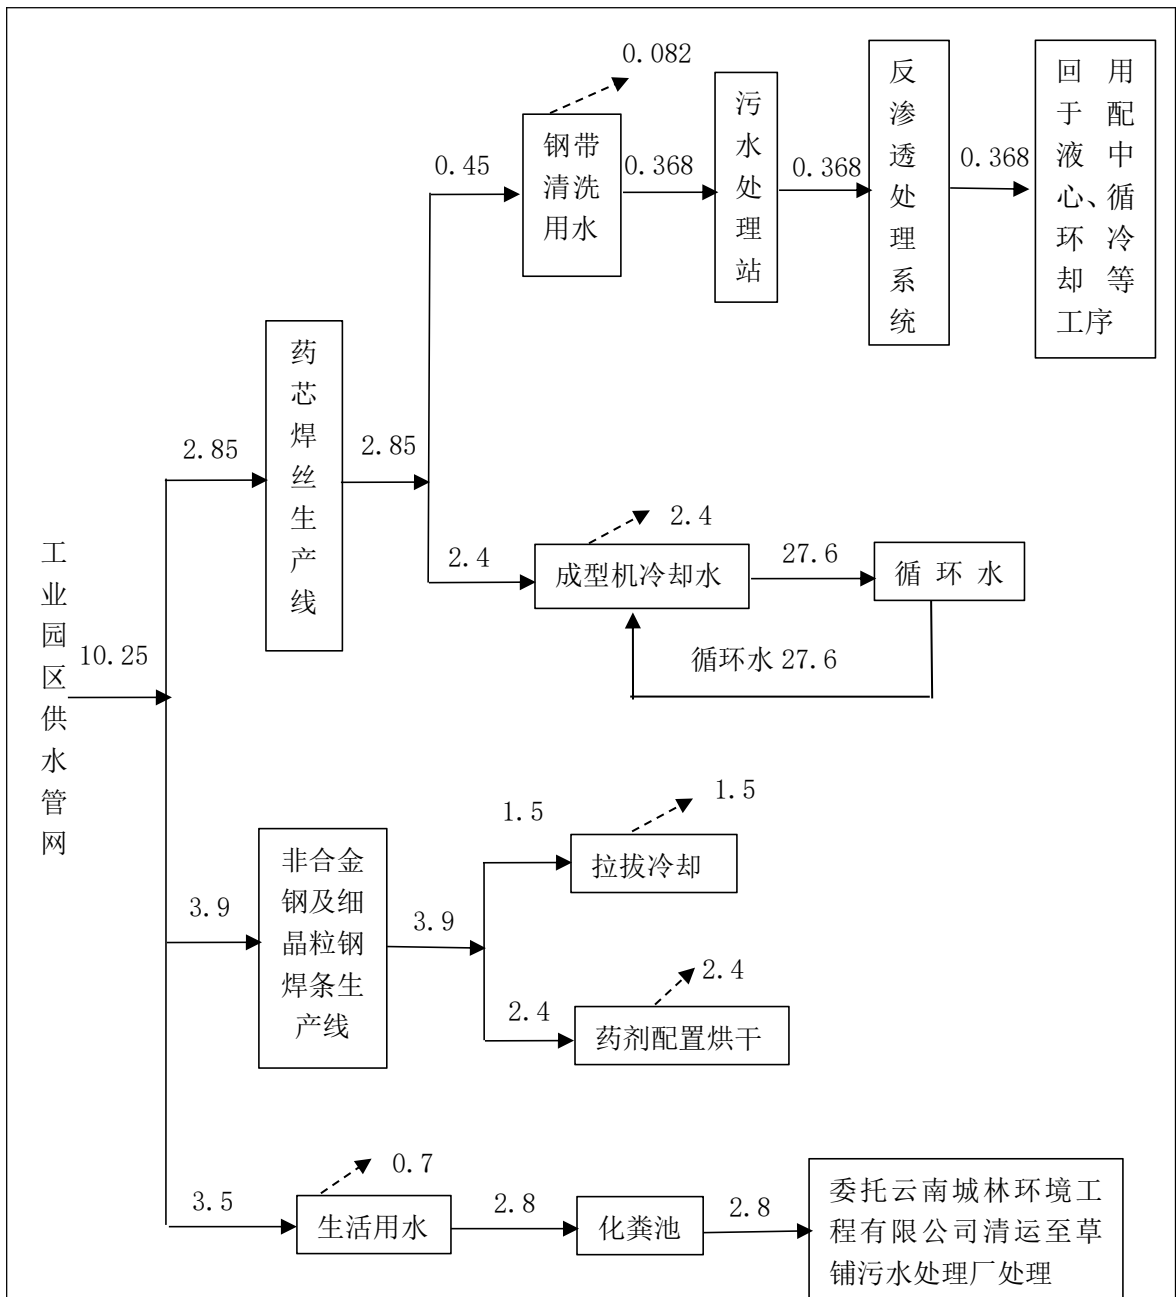 工业园区供水管网
10.25
2.85
药芯焊丝生产线
2.85
0.45
钢带
清洗
用水
0.082
0.368
污水处理站
0.368
反渗透处理系统
0.368
回用
于配
液中
心、循
环冷
却等
工序
2.4
成型机冷却水
2.4
27.6
循环水
循环水 27.6
3.9
非合金
钢及细
晶粒钢
焊条生
产线
3.9
1.5
拉拔冷却
1.5
2.4
药剂配置烘干
2.4
3.5
生活用水
0.7
2.8
化粪池
2.8
委托云南城林环境工
程有限公司清运至草
铺污水处理厂处理